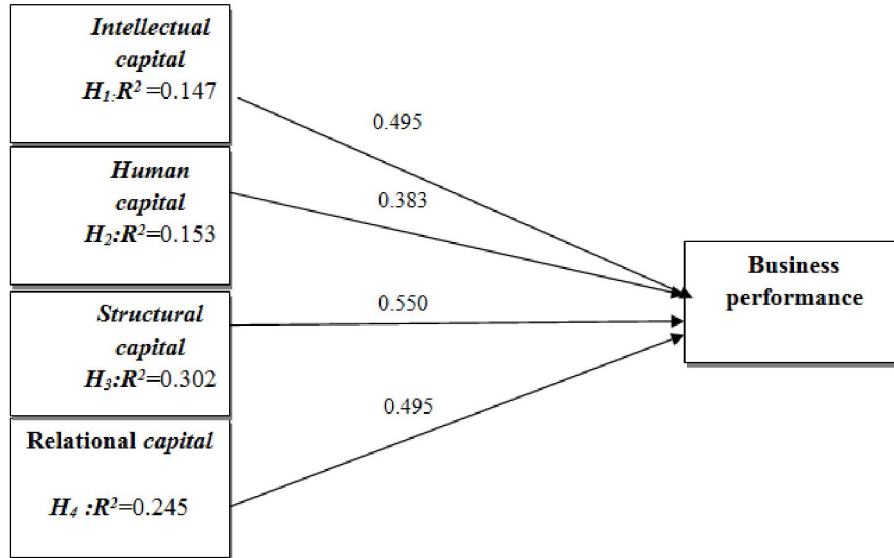 Intellectual
capital
H1:R2 =0.147
Human
capital
H2:R2=0.153
Structural
capital
H3:R2=0.302
Relational capital
H4 :R2=0.245
0.495
0.383
0.550
0.495
Business
performance